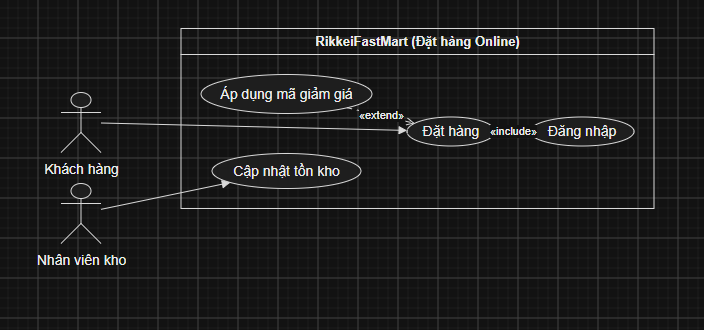 RikkeiFastMart (Đặt hàng Online)
Áp dụng mã giảm giá
«extend»
Đặt hàng
«include»
Đăng nhập
Khách hàng
Cập nhật tồn kho
Nhân viên kho